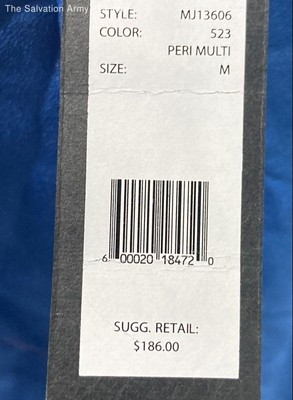 The Salvation Army
STYLE: MJ13606
COLOR: 523
PERI MULTI
SIZE: M
6 00020 18472 0
SUGG. RETAIL:
$186.00